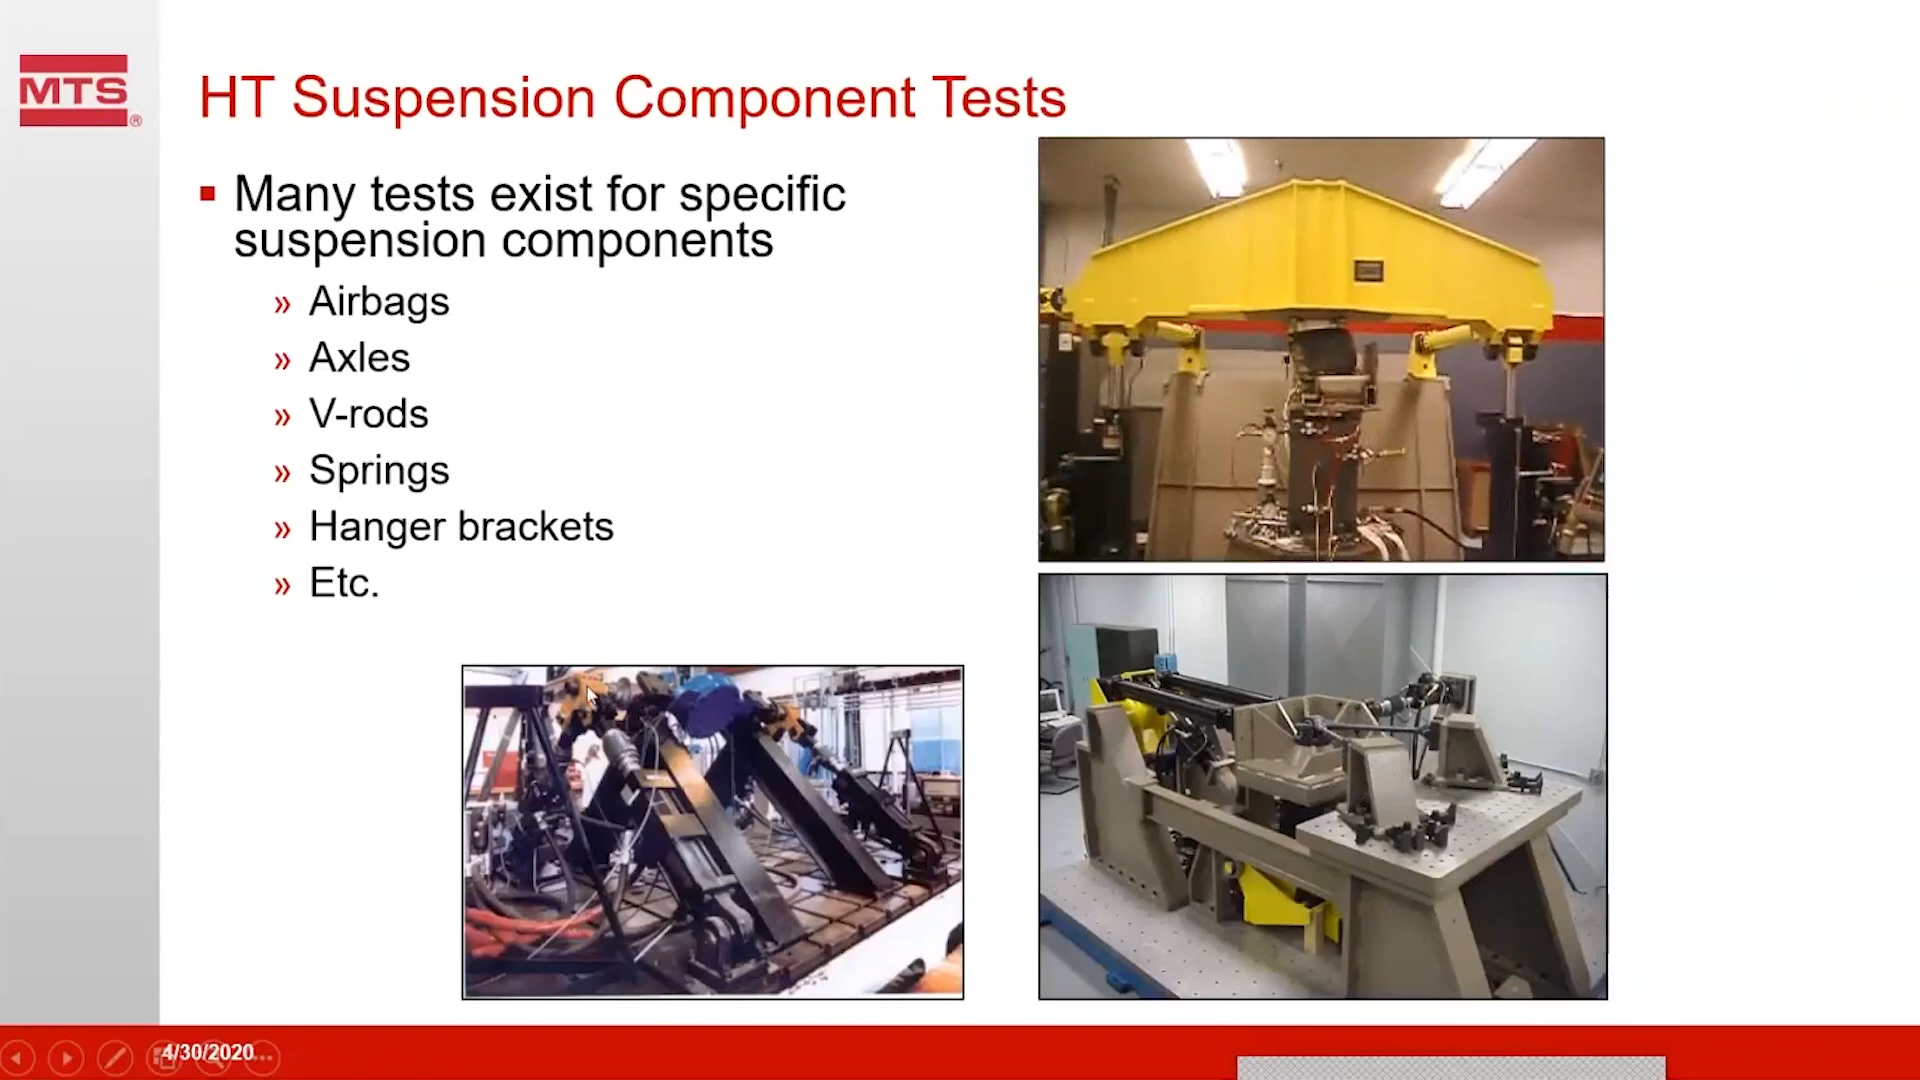 MTS®
HT Suspension Component Tests
Many tests exist for specific
suspension components
» Airbags
» Axles
» V-rods
» Springs
» Hanger brackets
» Etc.
4/30/2020